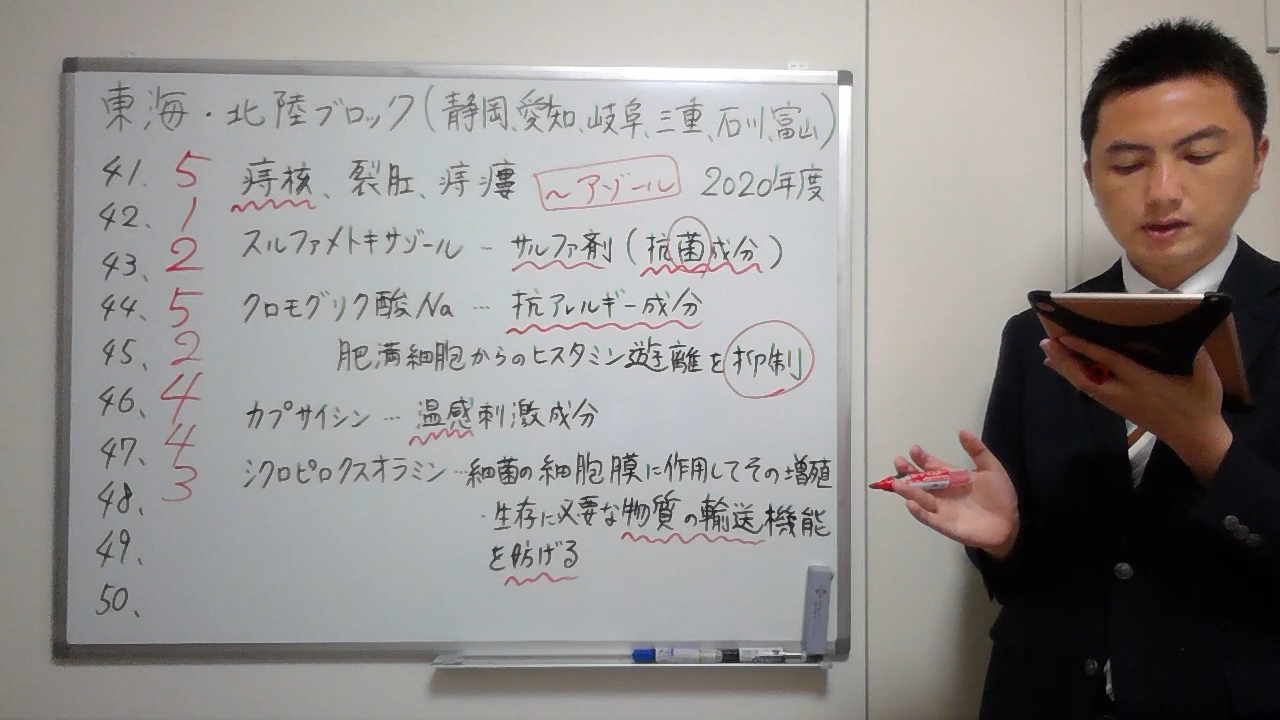 東海・北陸ブロック(静岡、愛知、岐阜、三重、石川、富山)
41. 5 痔核、裂肛、痔瘻 ~アゾール 2020年度
42. 1
スルファメトキサゾール - サルファ剤(抗菌成分)
43、 2
44、 5 クロモグリク酸Na … 抗アレルギー成分
45、 2 肥満細胞からのヒスタミン遊離を抑制
46、 4 カプサイシン … 温感刺激成分
47、 4 シクロピロクスオラミン … 細菌の細胞膜に作用してその増殖
48、 3 ・生存に必要な物質の輸送機能
49、 を妨げる
50、